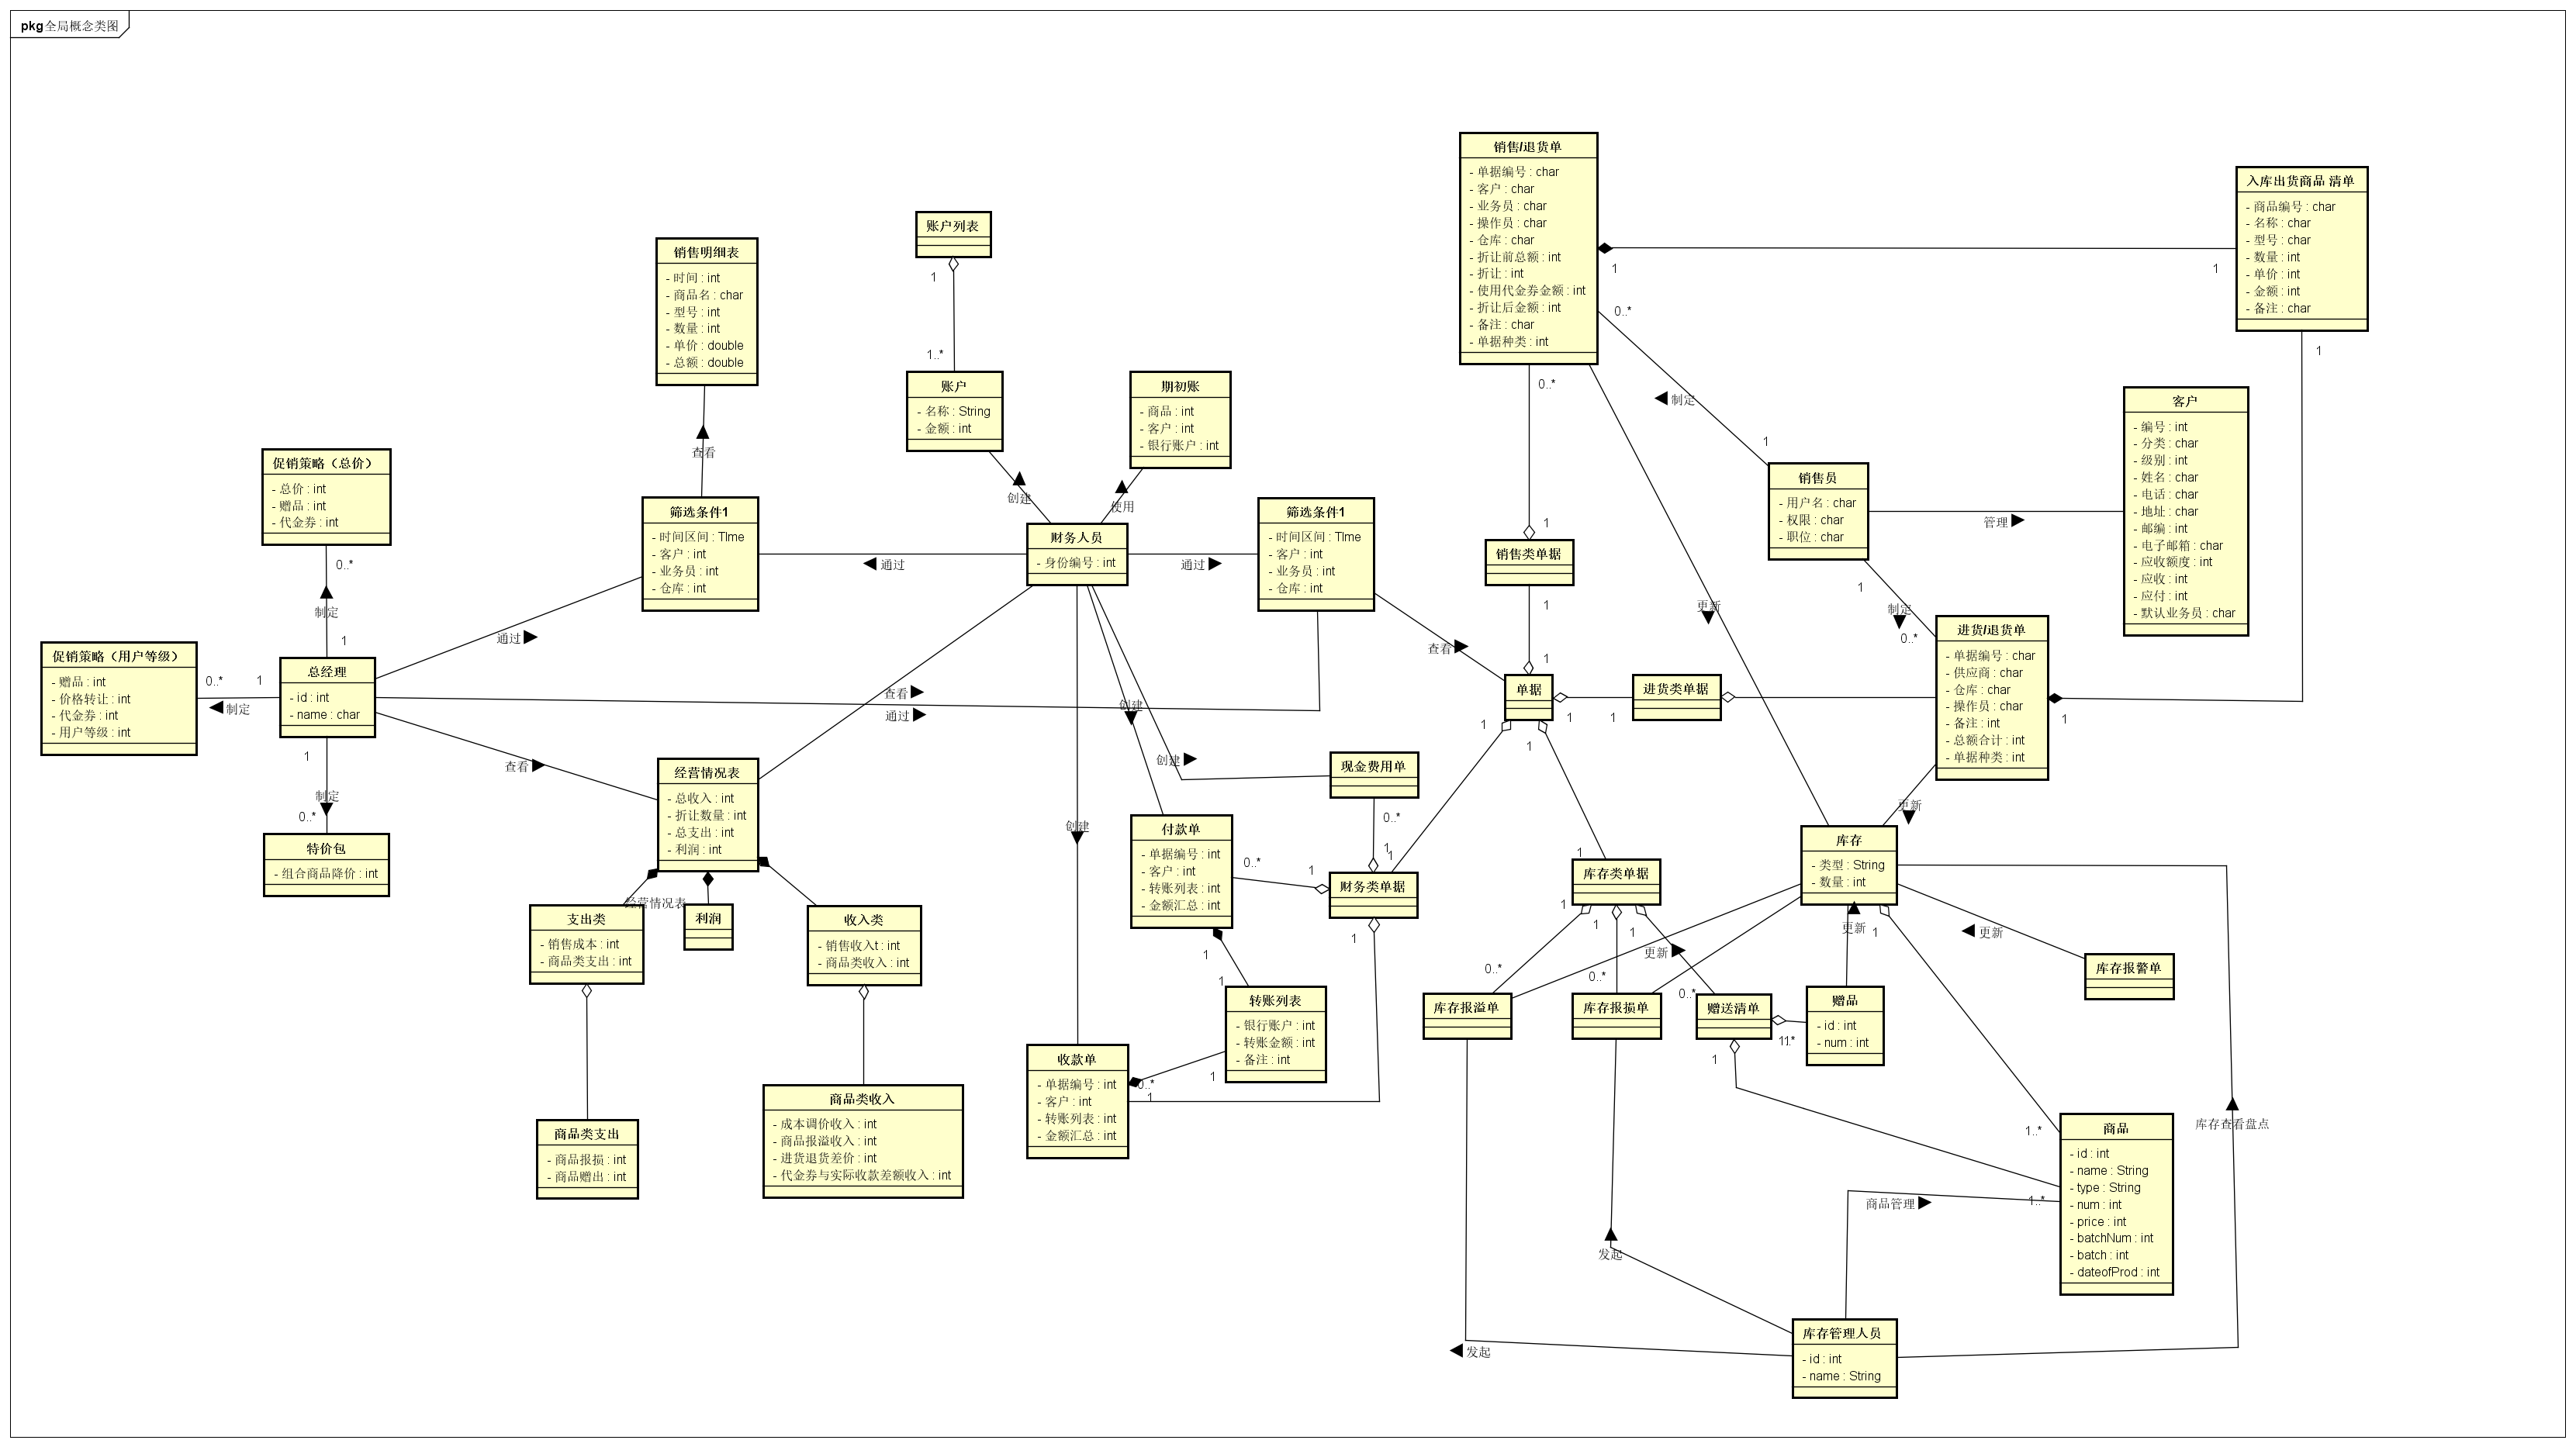 pkg 全局概念类图
销售/退货单
- 单据编号 : char
- 客户 : char
- 业务员 : char
- 操作员 : char
- 仓库 : char
- 折让前总额 : int
- 折让 : int
- 使用代金券金额 : int
- 折让后金额 : int
- 备注 : char
- 单据种类 : int
入库出货商品 清单
- 商品编号 : char
- 名称 : char
- 型号 : char
- 数量 : int
- 单价 : int
- 金额 : int
- 备注 : char
1
1
1
0..*
0..*
制定
1
账户列表
1
1..*
销售明细表
- 时间 : int
- 商品名 : char
- 型号 : int
- 数量 : int
- 单价 : double
- 总额 : double
查看
账户
- 名称 : String
- 金额 : int
期初账
- 商品 : int
- 客户 : int
- 银行账户 : int
创建
使用
客户
- 编号 : int
- 分类 : char
- 级别 : int
- 姓名 : char
- 电话 : char
- 地址 : char
- 邮编 : int
- 电子邮箱 : char
- 应收额度 : int
- 应收 : int
- 应付 : int
- 默认业务员 : char
销售员
- 用户名 : char
- 权限 : char
- 职位 : char
管理
1
制定
0..*
促销策略（总价）
- 总价 : int
- 赠品 : int
- 代金券 : int
0..*
制定
1
筛选条件1
- 时间区间 : TIme
- 客户 : int
- 业务员 : int
- 仓库 : int
通过
财务人员
- 身份编号 : int
通过
筛选条件1
- 时间区间 : TIme
- 客户 : int
- 业务员 : int
- 仓库 : int
查看
1
销售类单据
1
1
更新
促销策略（用户等级）
- 赠品 : int
- 价格转让 : int
- 代金券 : int
- 用户等级 : int
0..*
1
制定
总经理
- id : int
- name : char
通过
查看
通过
查看
1
制定
0..*
特价包
- 组合商品降价 : int
单据
1
1
进货类单据
1
1
进货/退货单
- 单据编号 : char
- 供应商 : char
- 仓库 : char
- 操作员 : char
- 备注 : int
- 总额合计 : int
- 单据种类 : int
1
更新
创建
创建
创建
经营情况表
- 总收入 : int
- 折让数量 : int
- 总支出 : int
- 利润 : int
经营情况表
支出类
- 销售成本 : int
- 商品类支出 : int
利润
收入类
- 销售收入t : int
- 商品类收入 : int
商品类支出
- 商品报损 : int
- 商品赠出 : int
商品类收入
- 成本调价收入 : int
- 商品报溢收入 : int
- 进货退货差价 : int
- 代金券与实际收款差额收入 : int
现金费用单
0..*
1
1
付款单
- 单据编号 : int
- 客户 : int
- 转账列表 : int
- 金额汇总 : int
0..*
1
财务类单据
1
1
1
转账列表
- 银行账户 : int
- 转账金额 : int
- 备注 : int
1
收款单
- 单据编号 : int
- 客户 : int
- 转账列表 : int
- 金额汇总 : int
0..*
1
1
库存类单据
1
1
1
0..*
0..*
0..*
更新
库存报溢单
库存报损单
赠送清单
1
11.*
赠品
- id : int
- num : int
库存
- 类型 : String
- 数量 : int
更新
1
更新
库存报警单
库存查看盘点
1..*
商品
- id : int
- name : String
- type : String
- num : int
- price : int
- batchNum : int
- batch : int
- dateofProd : int
1..*
商品管理
发起
发起
库存管理人员
- id : int
- name : String